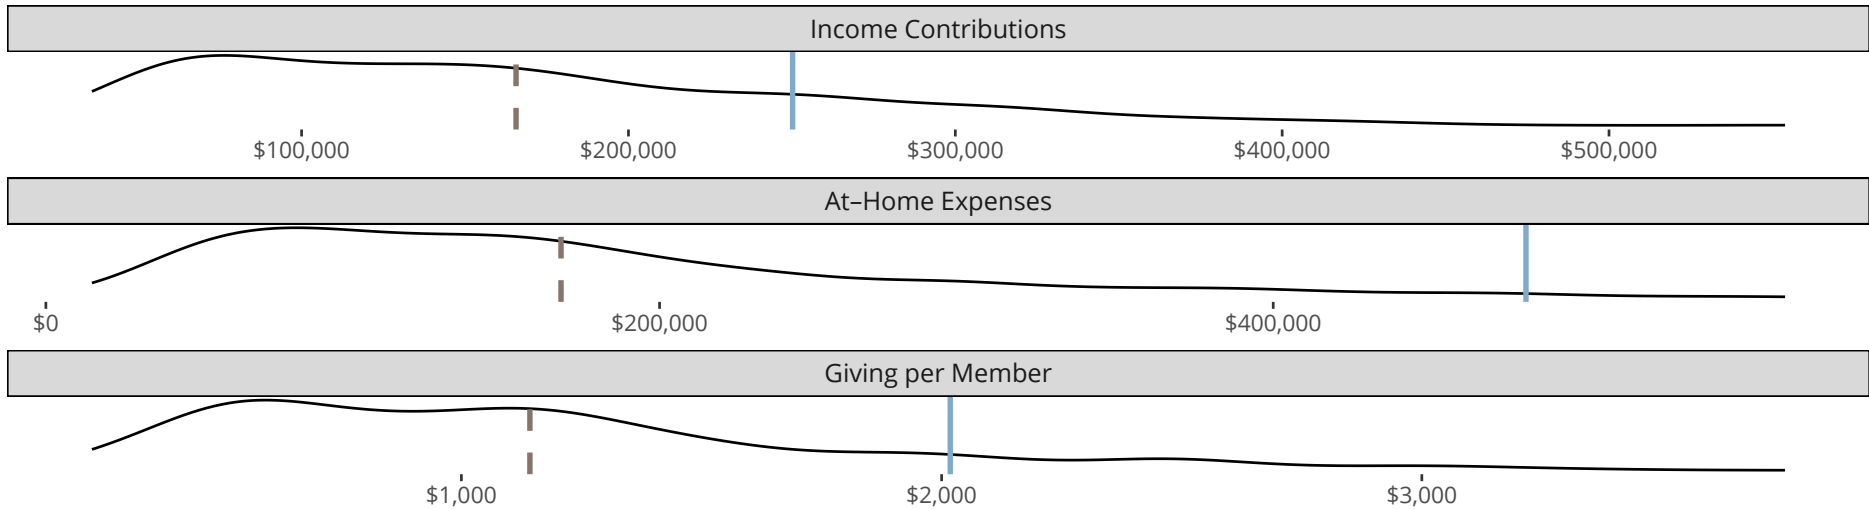 Income Contributions
$100,000 $200,000 $300,000 $400,000 $500,000
At–Home Expenses
$0 $200,000 $400,000
Giving per Member
$1,000 $2,000 $3,000